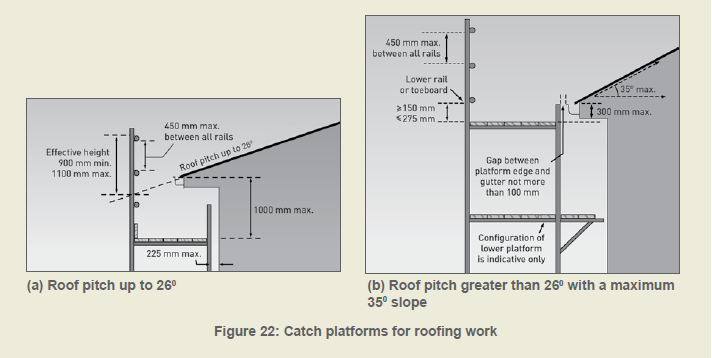 450 mm max.
between all rails
Effective height
900 mm min.
1100 mm max.
Roof pitch up to 26⁰
1000 mm max.
225 mm max.
(a) Roof pitch up to 26⁰
450 mm max.
between all rails
Lower rail
or toeboard
≥150 mm
≤275 mm
35⁰ max.
300 mm max.
Gap between
platform edge and
gutter not more
than 100 mm
Configuration of
lower platform
is indicative only
(b) Roof pitch greater than 26⁰ with a maximum
35⁰ slope
Figure 22: Catch platforms for roofing work